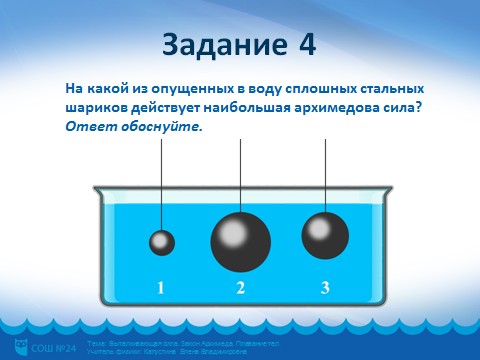 Задание 4
На какой из опущенных в воду сплошных стальных
шариков действует наибольшая архимедова сила?
Ответ обоснуйте.
1 2 3
СОШ №24
Тема: Выталкивающая сила. Закон Архимеда. Плавание тел.
Учитель физики: Капустина Елена Владимировна